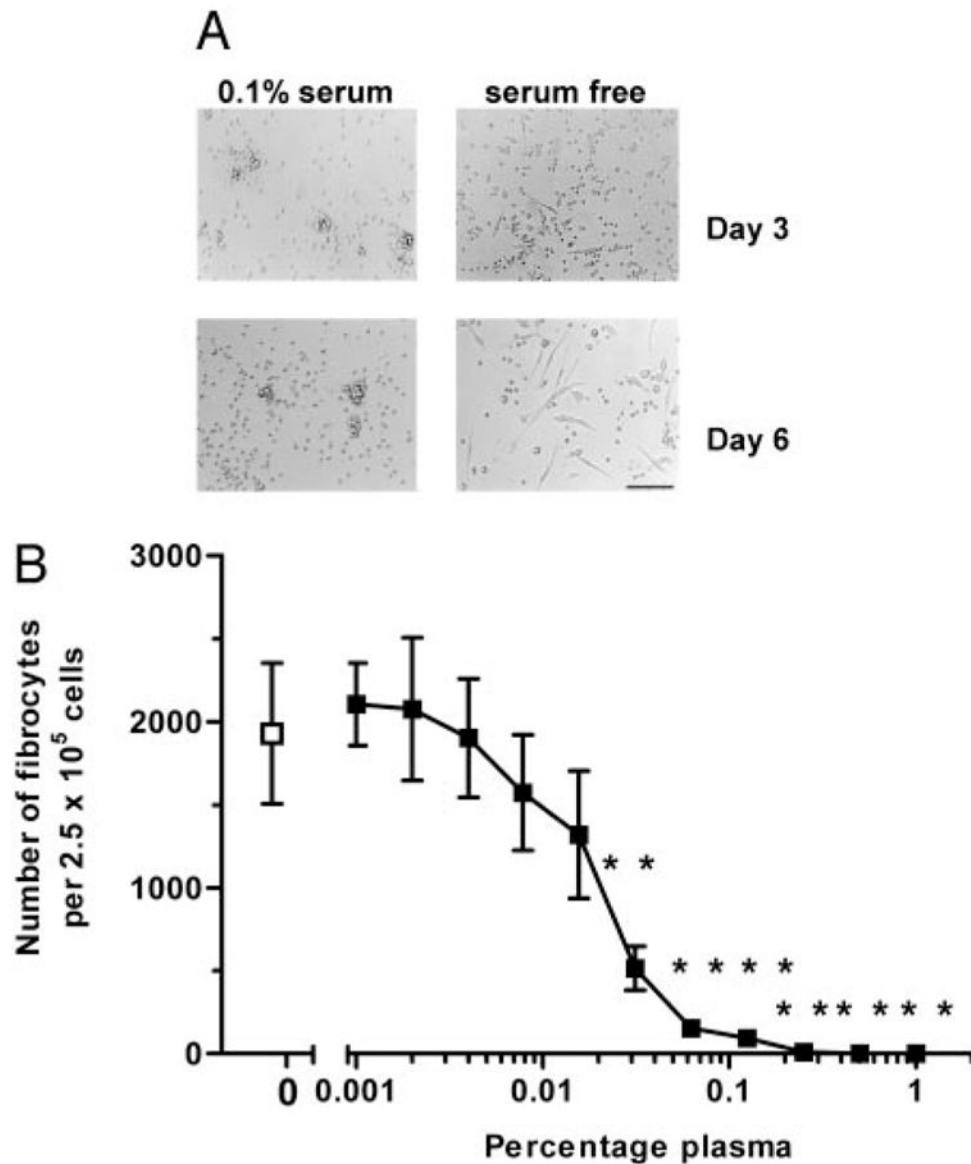 A
0.1% serum serum free
Day 3
Day 6
B
Number of fibrocytes
per 2.5 x 10⁵ cells
3000
2000
1000
0
* *
* * * *
* ** * * *
0 0.001 0.01 0.1 1
Percentage plasma